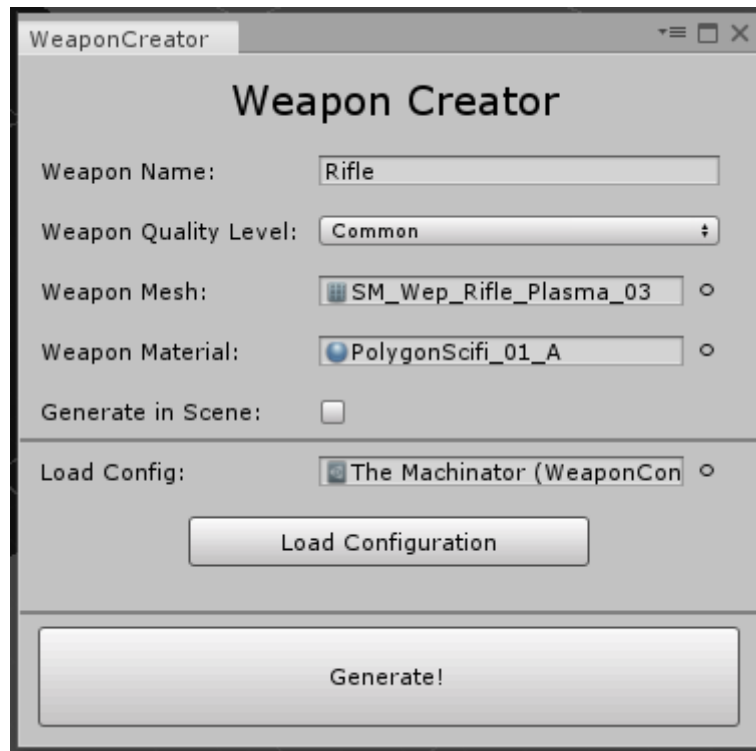 WeaponCreator
Weapon Creator
Weapon Name: Rifle
Weapon Quality Level: Common
Weapon Mesh: SM_Wep_Rifle_Plasma_03
Weapon Material: PolygonScifi_01_A
Generate in Scene:
Load Config: The Machinator (WeaponCon
Load Configuration
Generate!